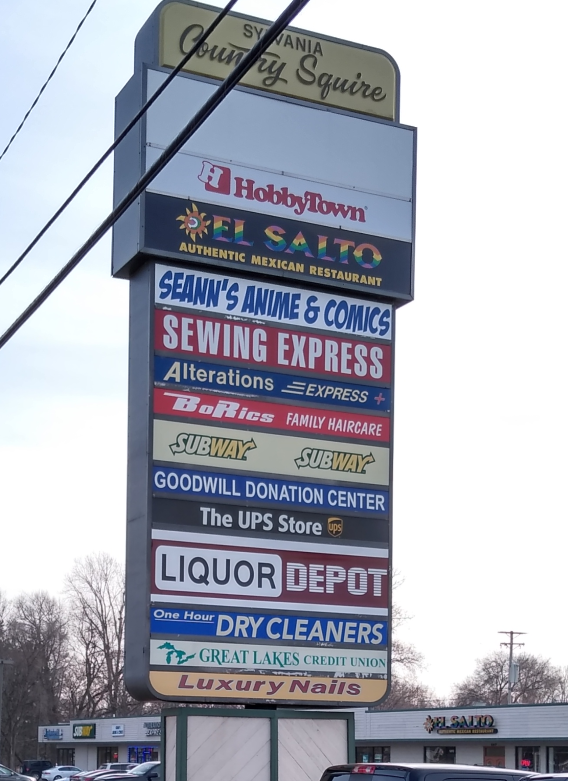 SYLVANIA
Country Squire
H HobbyTown®
EL SALTO
AUTHENTIC MEXICAN RESTAURANT
SEANN'S ANIME & COMICS
SEWING EXPRESS
Alterations EXPRESS +
BoRics FAMILY HAIRCARE
SUBWAY SUBWAY
GOODWILL DONATION CENTER
The UPS Store ups
LIQUOR DEPOT
One Hour DRY CLEANERS
GREAT LAKES CREDIT UNION
Luxury Nails
SUBWAY
EL SALTO